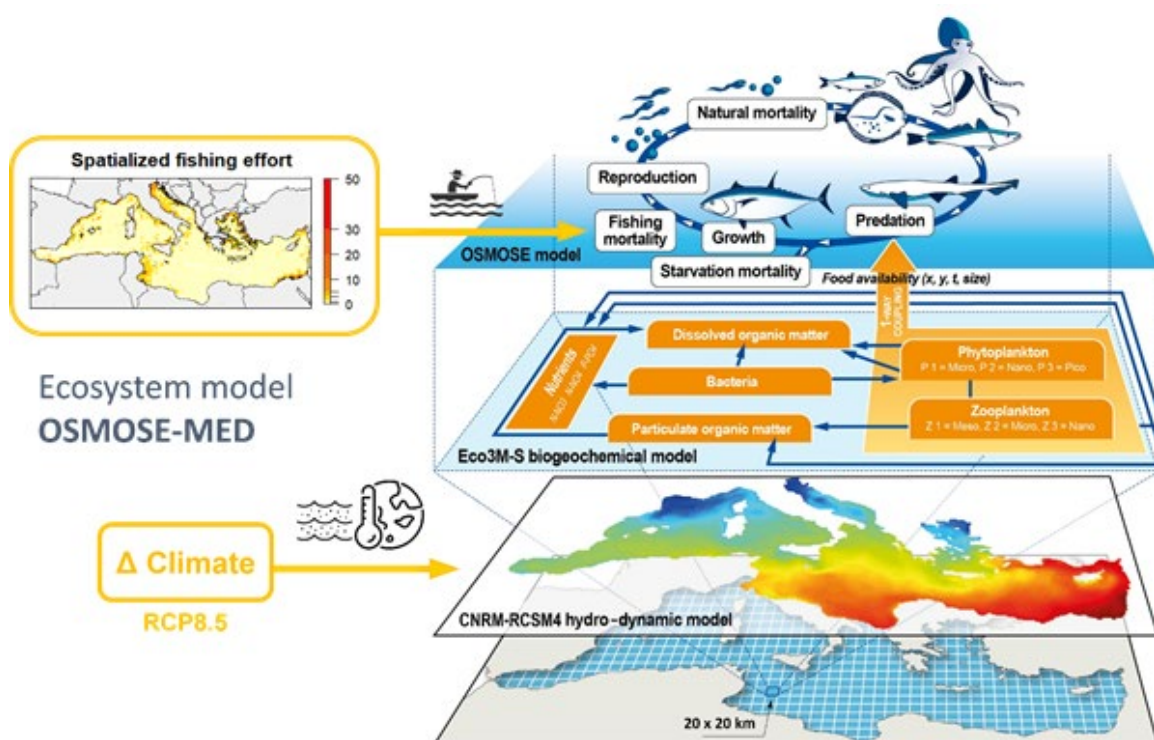 Spatialized fishing effort
50
30
20
10
0
Ecosystem model
OSMOSE-MED
Δ Climate
RCP8.5
Natural mortality
Reproduction
Fishing
mortality
Growth
Predation
Starvation mortality
OSMOSE model
Food availability (x, y, t, size)
1-WAY
COUPLING
Nutrients
Dissolved organic matter
Bacteria
Particulate organic matter
Phytoplankton
P 1 = Micro, P 2 = Nano, P 3 = Pico
Zooplankton
Z 1 = Meso, Z 2 = Micro, Z 3 = Nano
Eco3M-S biogeochemical model
CNRM-RCSM4 hydro-dynamic model
20 x 20 km